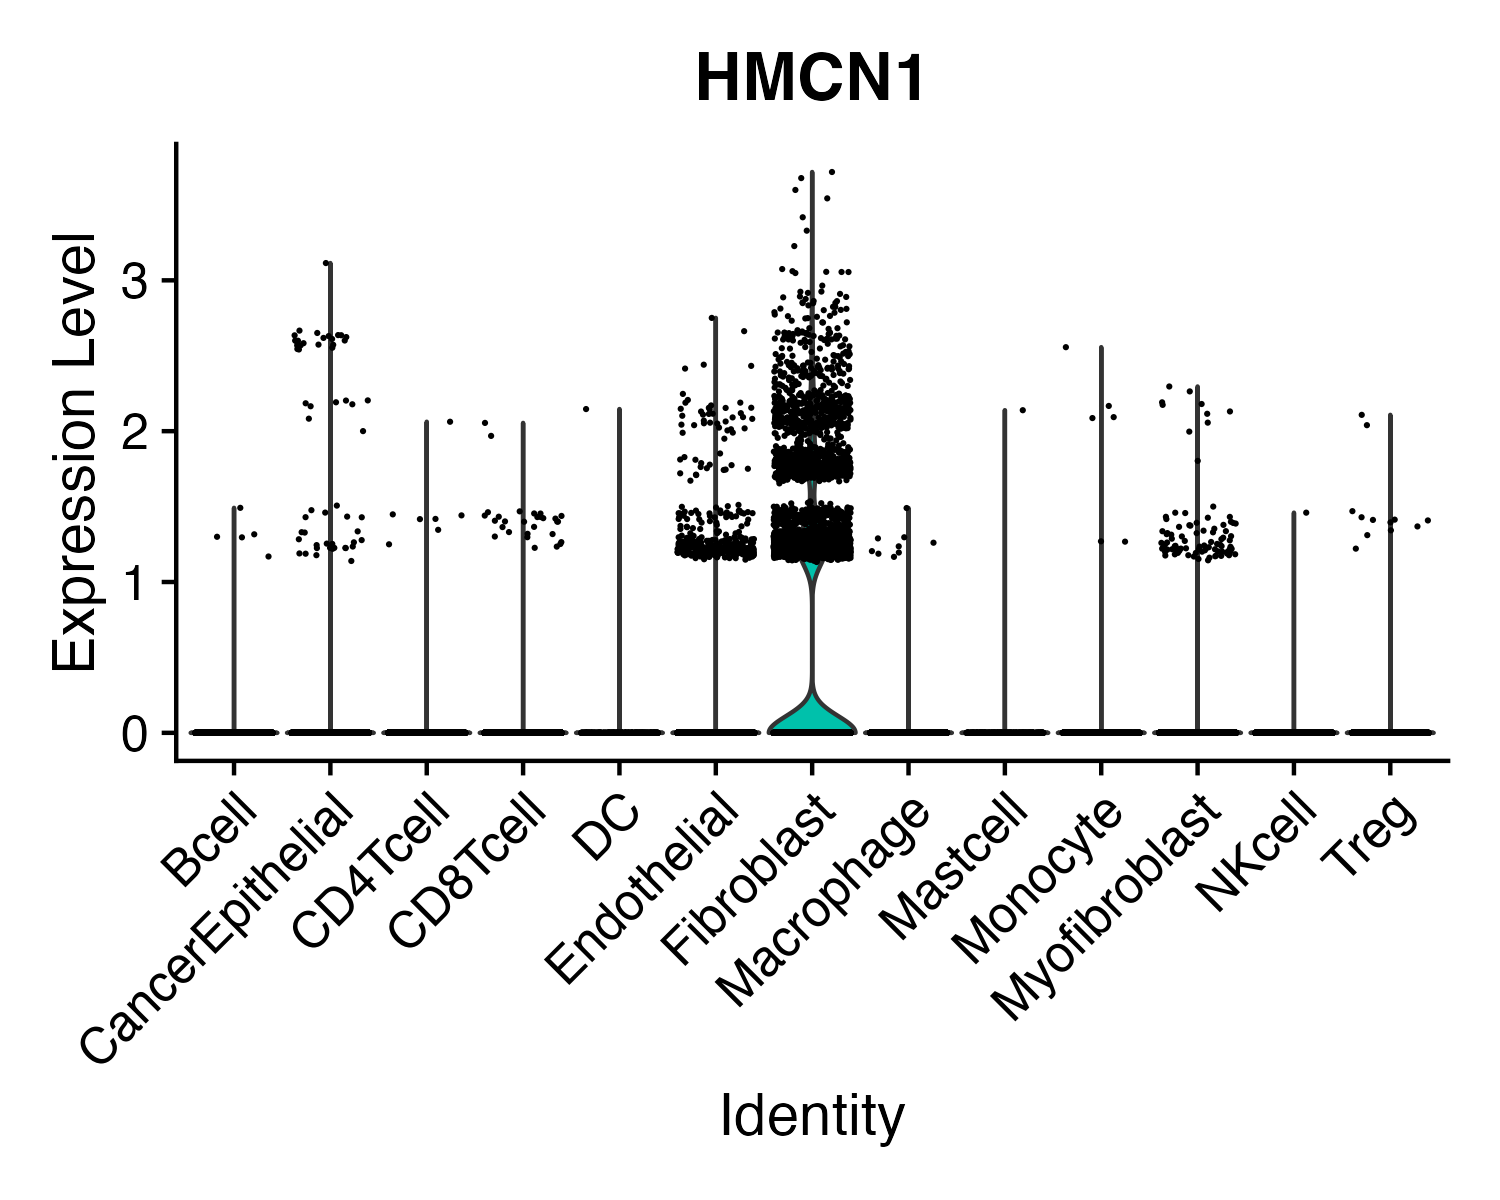 HMCN1
Expression Level
3
2
1
0
Bcell
CancerEpithelial
CD4Tcell
CD8Tcell
DC
Endothelial
Fibroblast
Macrophage
Mastcell
Monocyte
Myofibroblast
NKcell
Treg
Identity